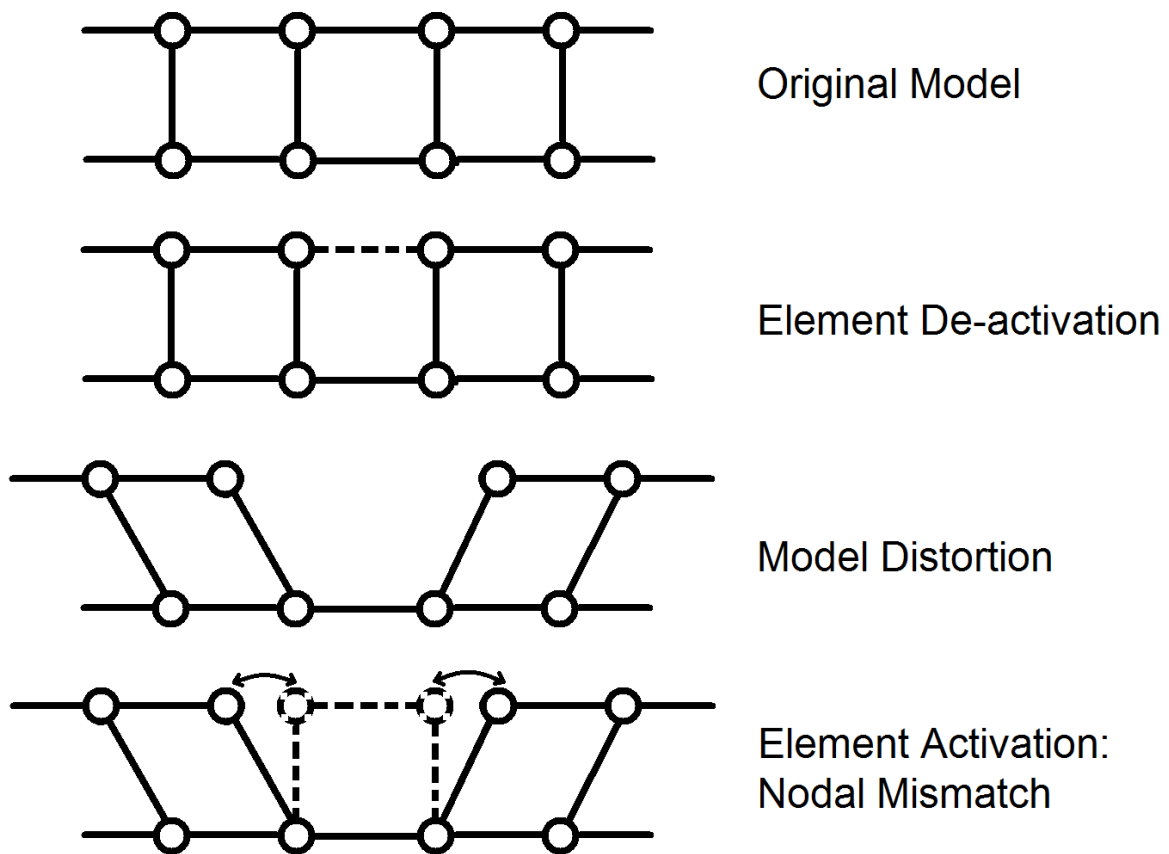 Original Model
Element De-activation
Model Distortion
Element Activation:
Nodal Mismatch